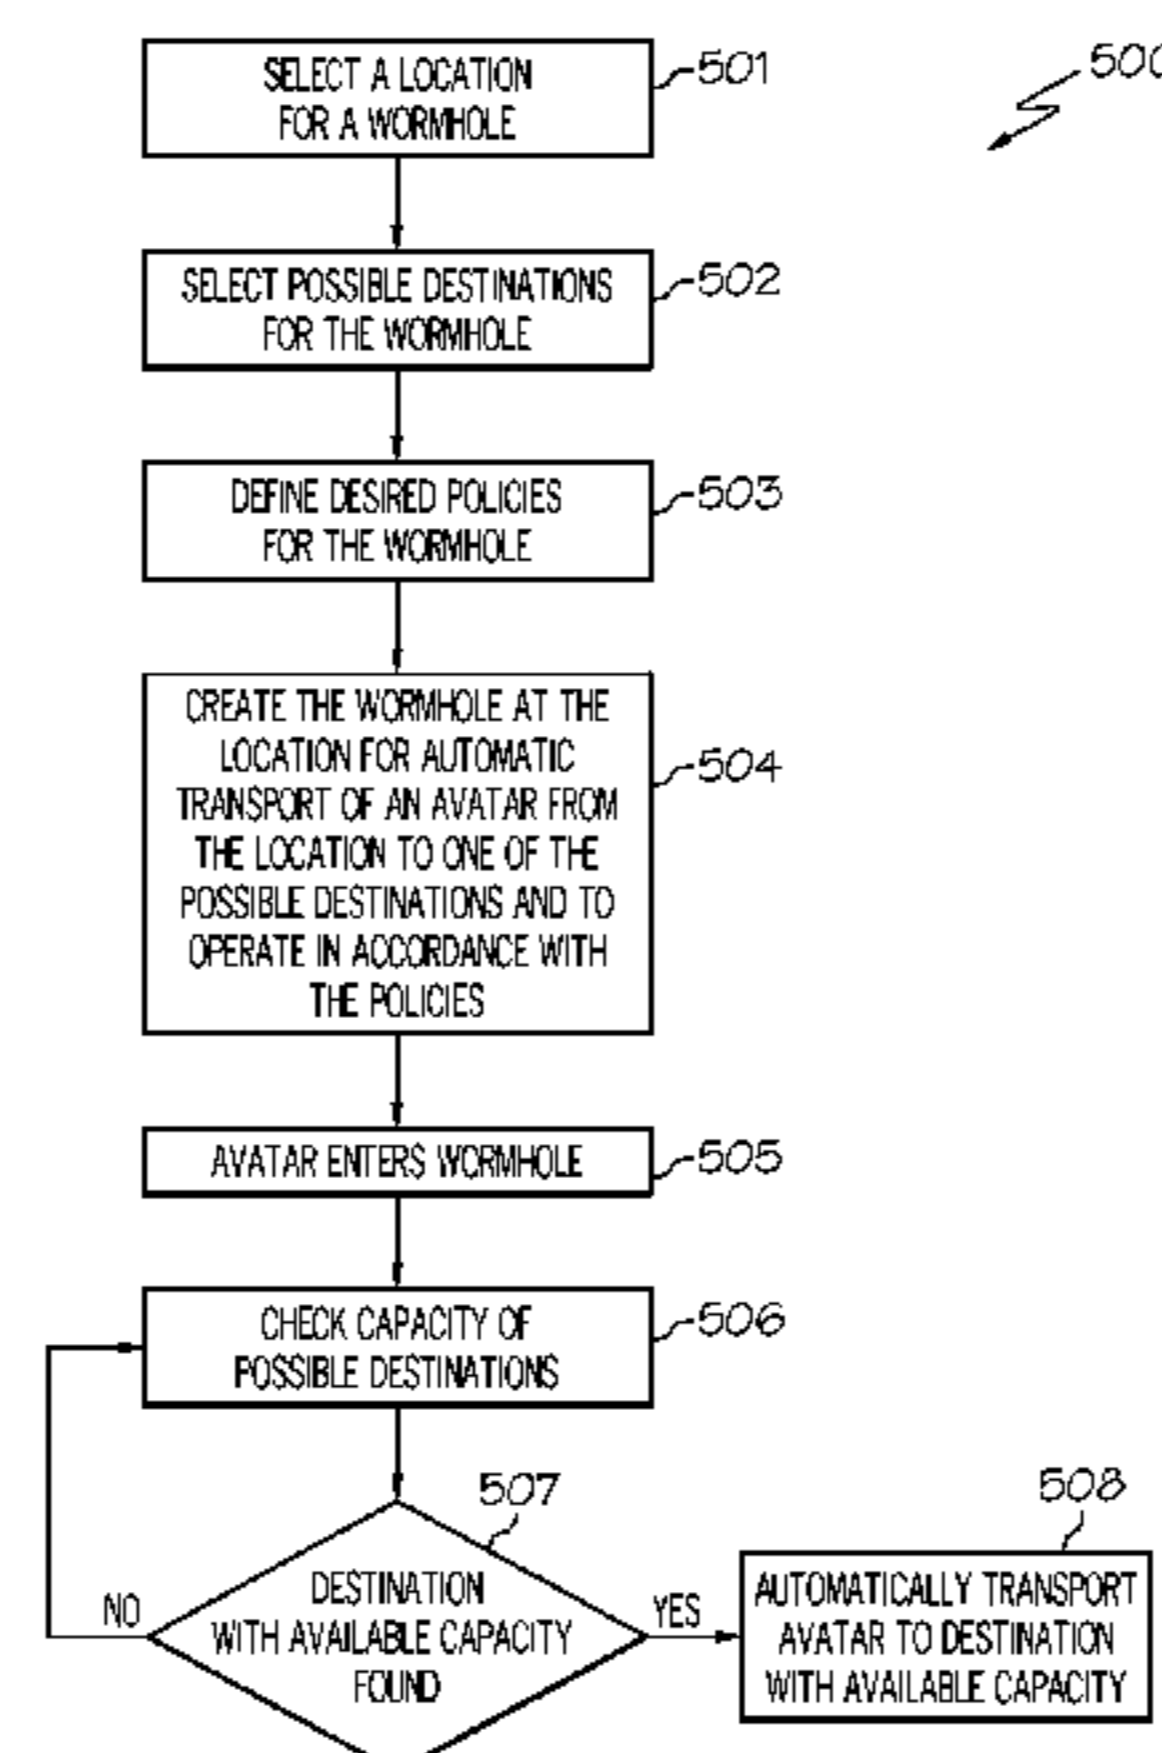 500
501
SELECT A LOCATION
FOR A WORMHOLE
502
SELECT POSSIBLE DESTINATIONS
FOR THE WORMHOLE
503
DEFINE DESIRED POLICIES
FOR THE WORMHOLE
504
CREATE THE WORMHOLE AT THE
LOCATION FOR AUTOMATIC
TRANSPORT OF AN AVATAR FROM
THE LOCATION TO ONE OF THE
POSSIBLE DESTINATIONS AND TO
OPERATE IN ACCORDANCE WITH
THE POLICIES
505
AVATAR ENTERS WORMHOLE
506
CHECK CAPACITY OF
POSSIBLE DESTINATIONS
507
DESTINATION
WITH AVAILABLE CAPACITY
FOUND
NO
YES
508
AUTOMATICALLY TRANSPORT
AVATAR TO DESTINATION
WITH AVAILABLE CAPACITY